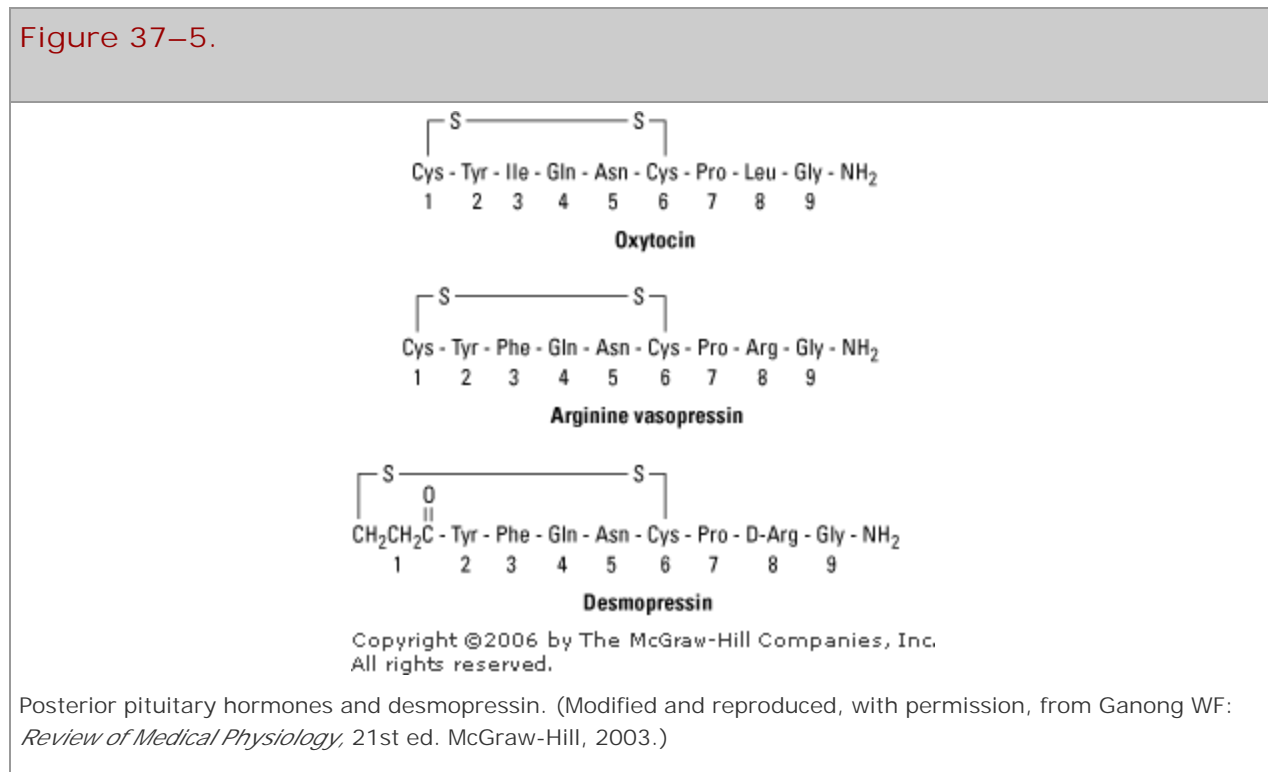 Figure 37–5.
S S
Cys - Tyr - Ile - Gln - Asn - Cys - Pro - Leu - Gly - NH2
1 2 3 4 5 6 7 8 9
Oxytocin
S S
Cys - Tyr - Phe - Gln - Asn - Cys - Pro - Arg - Gly - NH2
1 2 3 4 5 6 7 8 9
Arginine vasopressin
S S
O
CH2CH2C - Tyr - Phe - Gln - Asn - Cys - Pro - D-Arg - Gly - NH2
1 2 3 4 5 6 7 8 9
Desmopressin
Copyright ©2006 by The McGraw-Hill Companies, Inc.
All rights reserved.
Posterior pituitary hormones and desmopressin. (Modified and reproduced, with permission, from Ganong WF:
Review of Medical Physiology, 21st ed. McGraw-Hill, 2003.)